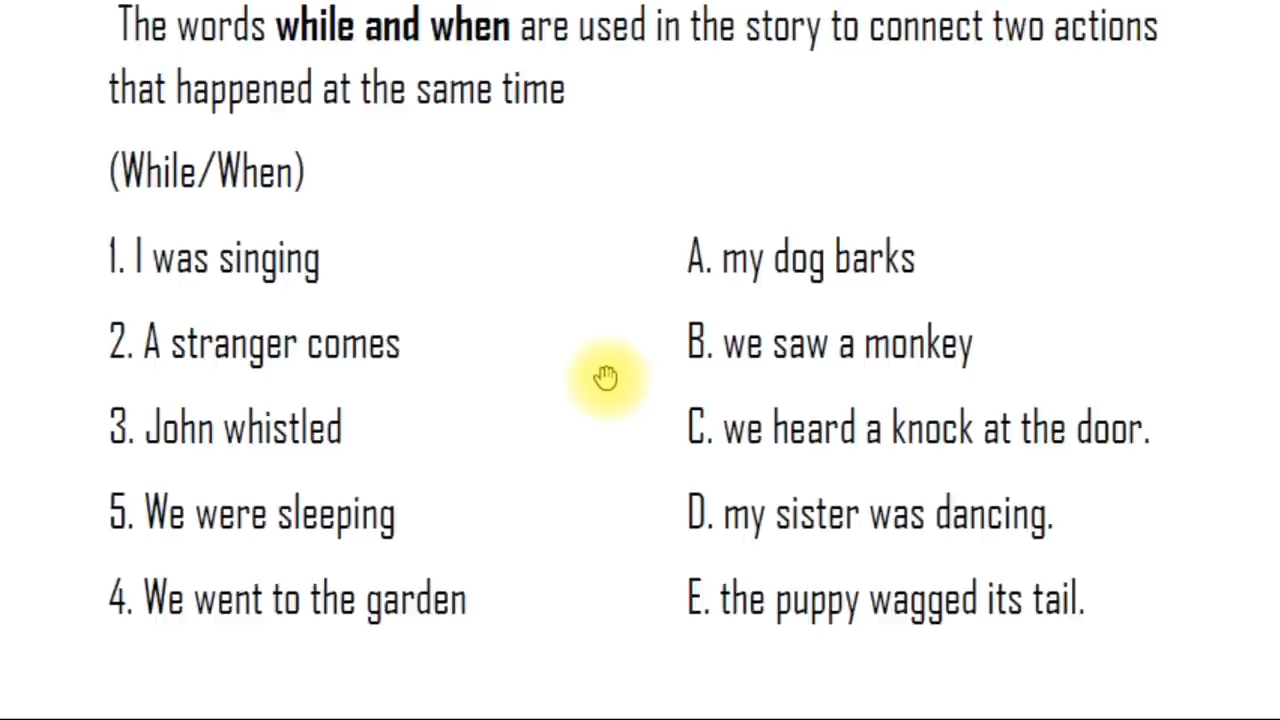 The words while and when are used in the story to connect two actions
that happened at the same time
(While/When)
1. I was singing A. my dog barks
2. A stranger comes B. we saw a monkey
3. John whistled C. we heard a knock at the door.
5. We were sleeping D. my sister was dancing.
4. We went to the garden E. the puppy wagged its tail.